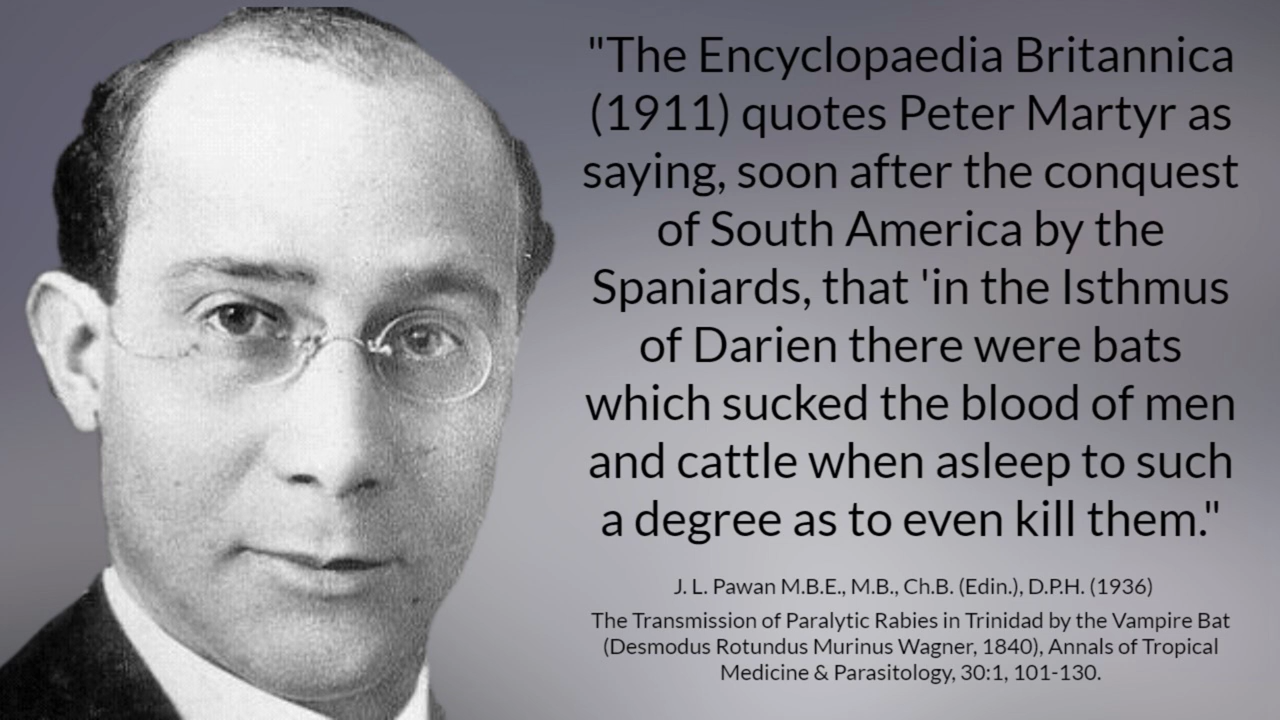 "The Encyclopaedia Britannica
(1911) quotes Peter Martyr as
saying, soon after the conquest
of South America by the
Spaniards, that 'in the Isthmus
of Darien there were bats
which sucked the blood of men
and cattle when asleep to such
a degree as to even kill them."
J. L. Pawan M.B.E., M.B., Ch.B. (Edin.), D.P.H. (1936)
The Transmission of Paralytic Rabies in Trinidad by the Vampire Bat
(Desmodus Rotundus Murinus Wagner, 1840), Annals of Tropical
Medicine & Parasitology, 30:1, 101-130.